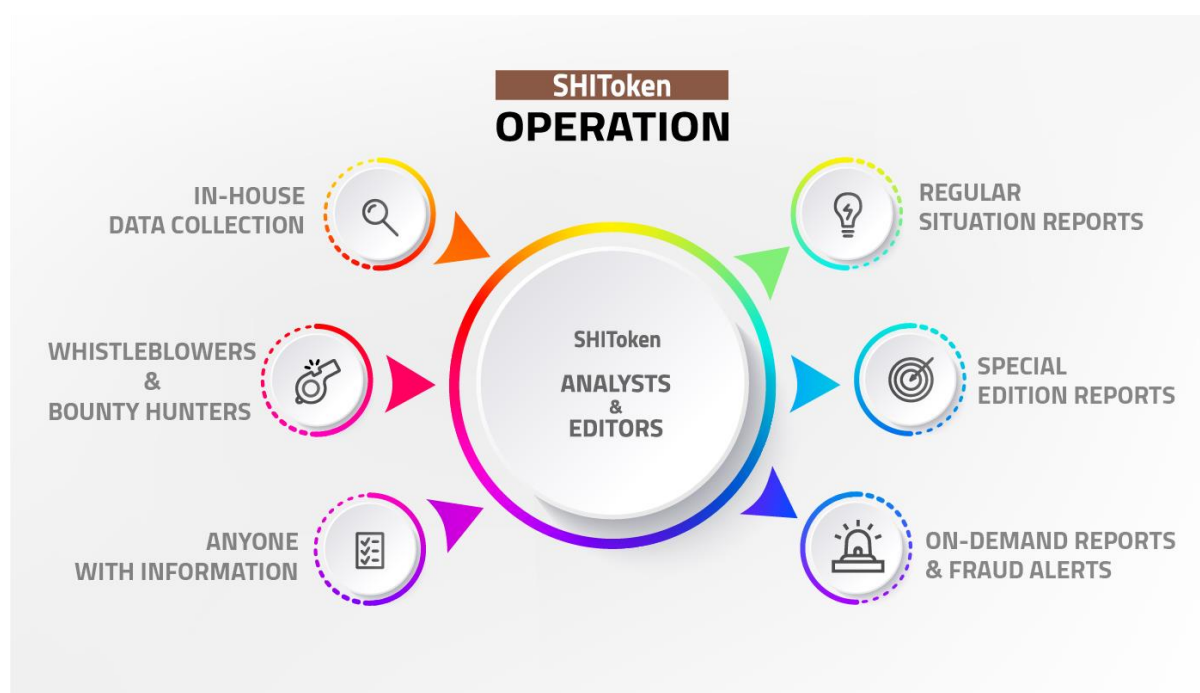 SHIToken
OPERATION
IN-HOUSE
DATA COLLECTION
WHISTLEBLOWERS
&
BOUNTY HUNTERS
ANYONE
WITH INFORMATION
SHIToken
ANALYSTS
&
EDITORS
REGULAR
SITUATION REPORTS
SPECIAL
EDITION REPORTS
ON-DEMAND REPORTS
& FRAUD ALERTS